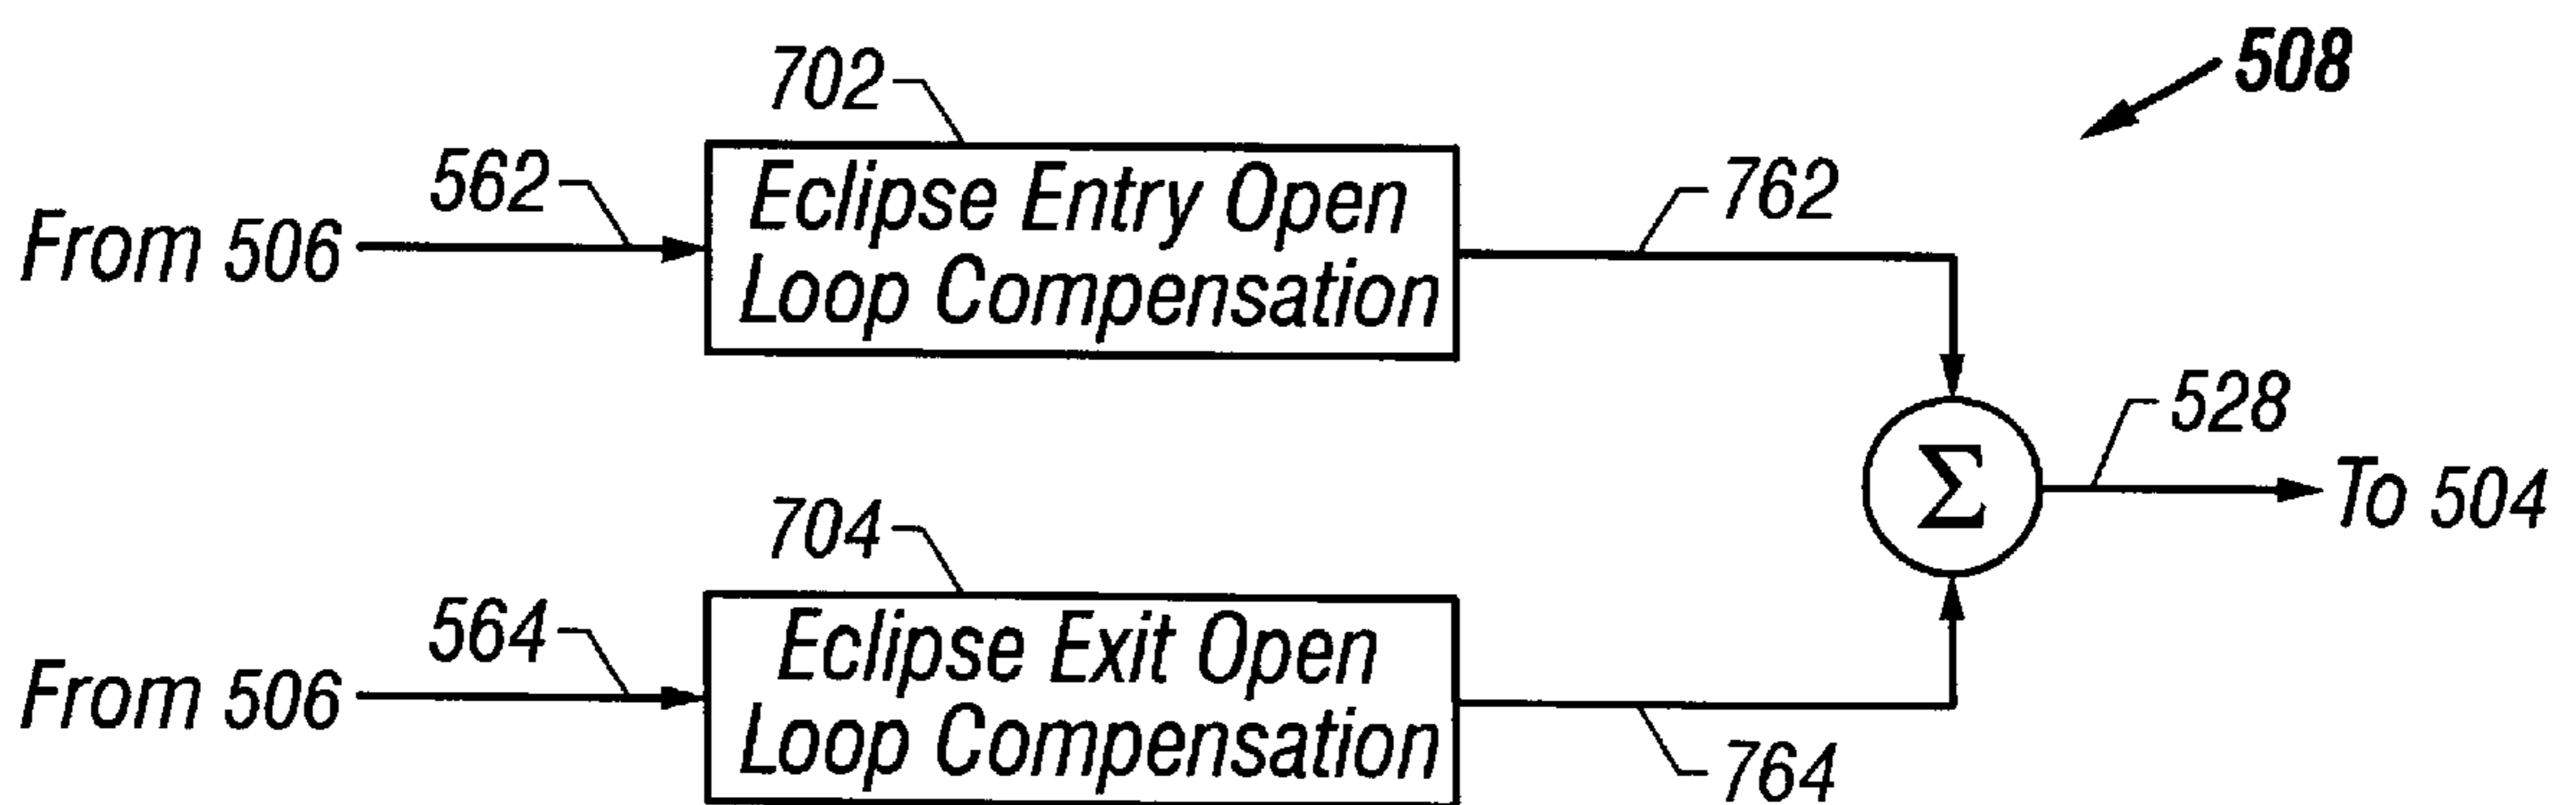 508
702
562
From 506
Eclipse Entry Open
Loop Compensation
762
528
Σ
To 504
704
564
From 506
Eclipse Exit Open
Loop Compensation
764